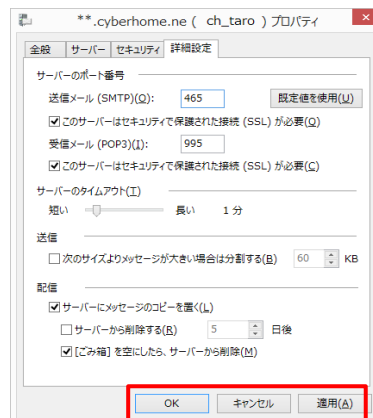 **.cyberhome.ne ( ch_taro ) プロパティ
全般 サーバー セキュリティ 詳細設定
サーバーのポート番号
送信メール (SMTP)(O): 465 既定値を使用(U)
このサーバーはセキュリティで保護された接続 (SSL) が必要(Q)
受信メール (POP3)(I): 995
このサーバーはセキュリティで保護された接続 (SSL) が必要(C)
サーバーのタイムアウト(T)
短い 長い 1 分
送信
次のサイズよりメッセージが大きい場合は分割する(B) 60 KB
配信
サーバーにメッセージのコピーを置く(L)
サーバーから削除する(R) 5 日後
[ごみ箱] を空にしたら、サーバーから削除(M)
OK キャンセル 適用(A)